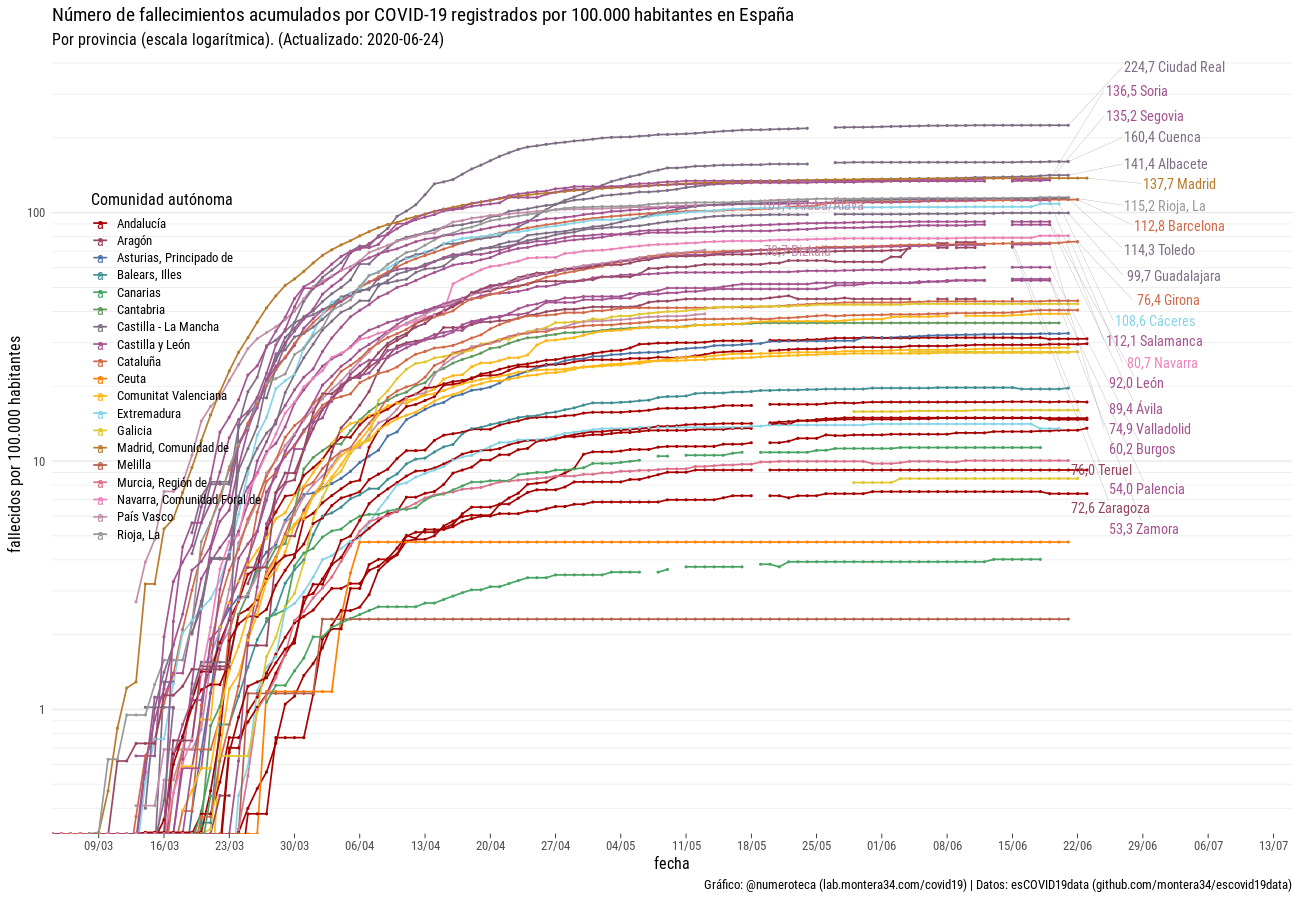 Número de fallecimientos acumulados por COVID-19 registrados por 100.000 habitantes en España
Por provincia (escala logarítmica). (Actualizado: 2020-06-24)
fallecidos por 100.000 habitantes
100
10
1
Comunidad autónoma
Andalucía
Aragón
Asturias, Principado de
Balears, Illes
Canarias
Cantabria
Castilla - La Mancha
Castilla y León
Cataluña
Ceuta
Comunitat Valenciana
Extremadura
Galicia
Madrid, Comunidad de
Melilla
Murcia, Región de
Navarra, Comunidad Foral de
País Vasco
Rioja, La
Araba/Álava
Bizkaia
224,7 Ciudad Real
136,5 Soria
135,2 Segovia
160,4 Cuenca
141,4 Albacete
137,7 Madrid
115,2 Rioja, La
112,8 Barcelona
114,3 Toledo
99,7 Guadalajara
76,4 Girona
108,6 Cáceres
112,1 Salamanca
80,7 Navarra
92,0 León
89,4 Ávila
74,9 Valladolid
60,2 Burgos
76,0 Teruel
54,0 Palencia
72,6 Zaragoza
53,3 Zamora
09/03 16/03 23/03 30/03 06/04 13/04 20/04 27/04 04/05 11/05 18/05 25/05 01/06 08/06 15/06 22/06 29/06 06/07 13/07
fecha
Gráfico: @numeroteca (lab.montera34.com/covid19) | Datos: esCOVID19data (github.com/montera34/escovid19data)